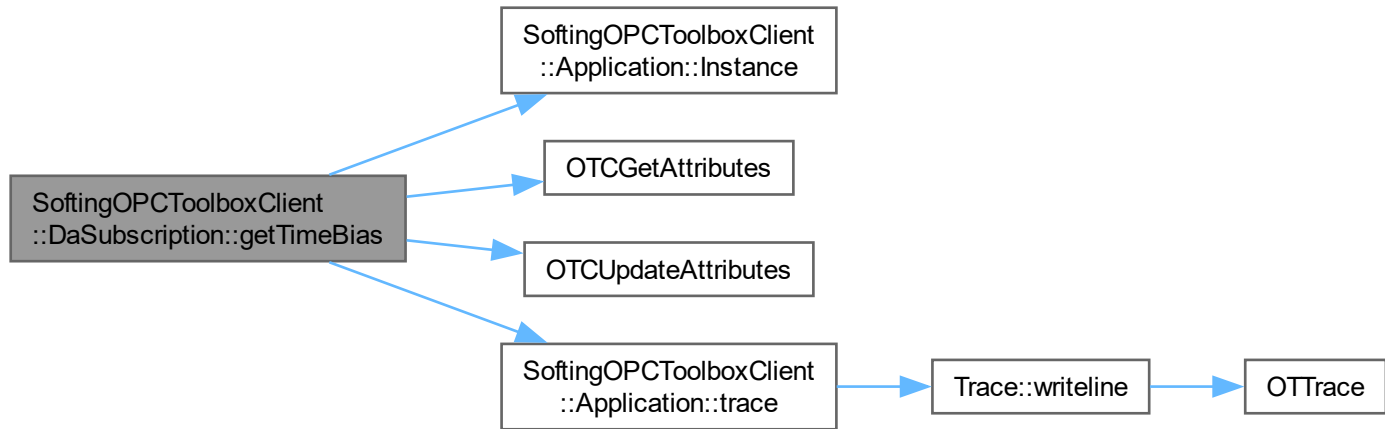 SoftingOPCToolboxClient
::DaSubscription::getTimeBias
SoftingOPCToolboxClient
::Application::Instance
OTCGetAttributes
OTCUpdateAttributes
SoftingOPCToolboxClient
::Application::trace
Trace::writeline
OTTrace